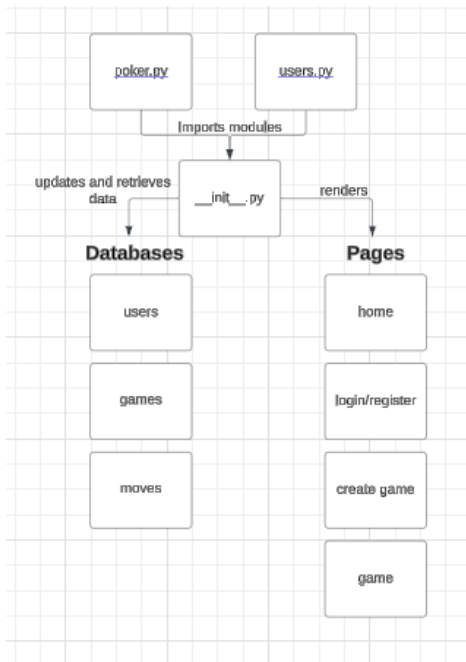 poker.py
users.py
Imports modules
updates and retrieves
data
__init__.py
renders
Databases
Pages
users
home
games
login/register
moves
create game
game